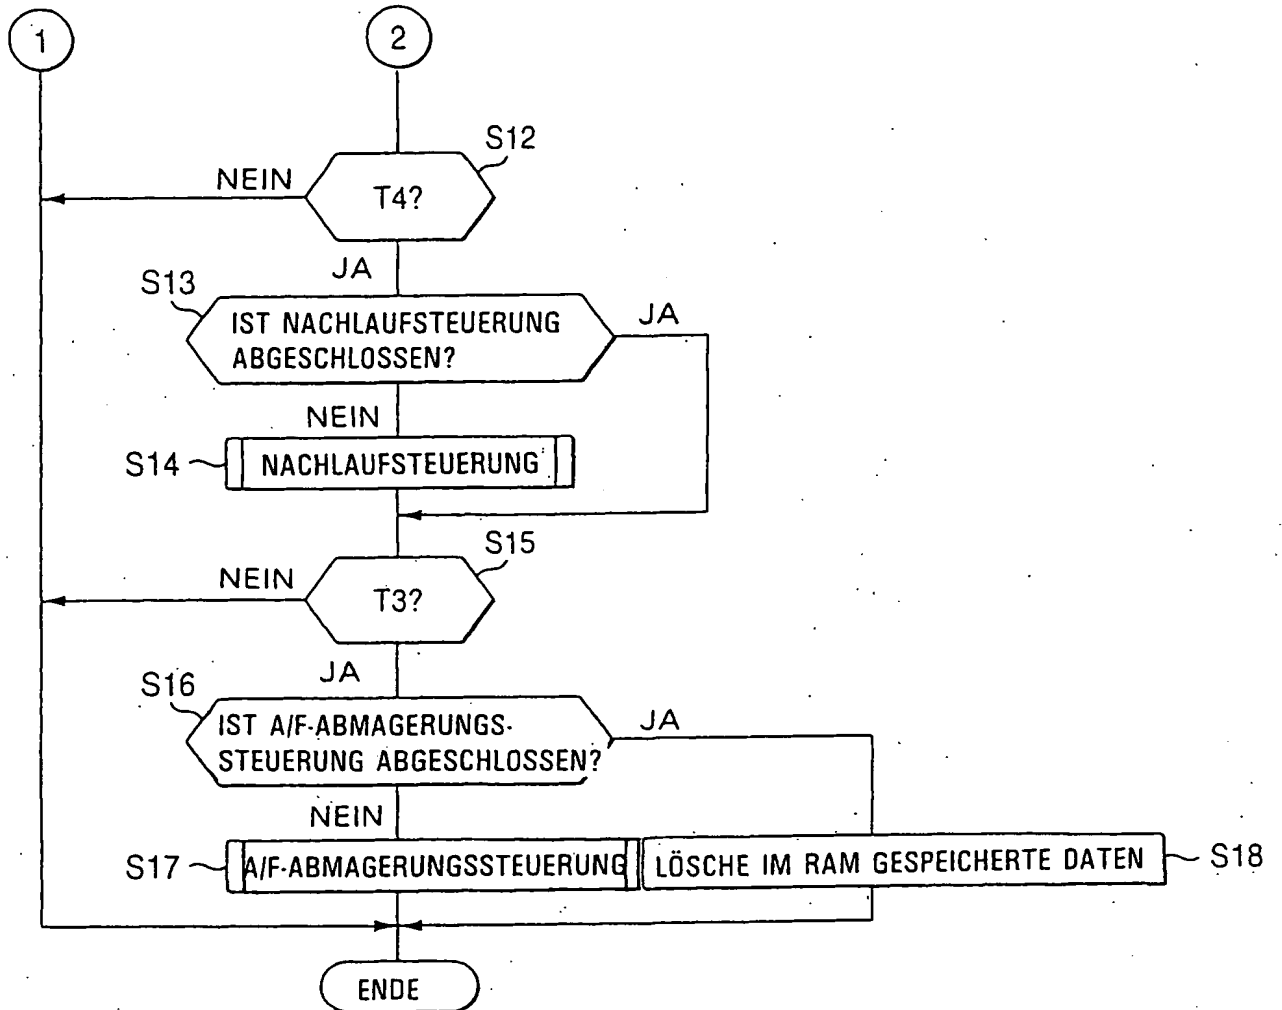 1
2
S12
NEIN
T4?
JA
S13
IST NACHLAUFSTEUERUNG
ABGESCHLOSSEN?
JA
NEIN
S14
NACHLAUFSTEUERUNG
S15
NEIN
T3?
JA
S16
IST A/F-ABMAGERUNGS-
STEUERUNG ABGESCHLOSSEN?
JA
NEIN
S17
A/F-ABMAGERUNGSSTEUERUNG
LÖSCHE IM RAM GESPEICHERTE DATEN
S18
ENDE